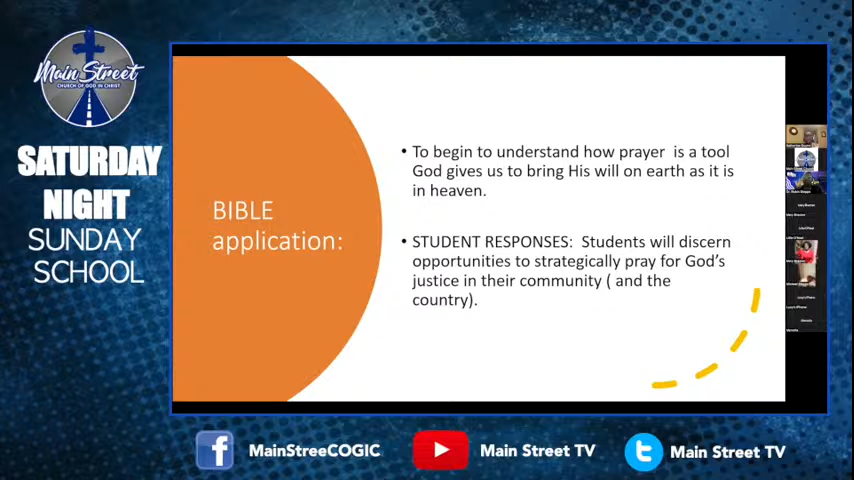 Main Street
CHURCH OF GOD IN CHRIST
SATURDAY
NIGHT
SUNDAY
SCHOOL
BIBLE
application:
• To begin to understand how prayer is a tool
God gives us to bring His will on earth as it is
in heaven.
• STUDENT RESPONSES: Students will discern
opportunities to strategically pray for God's
justice in their community ( and the
country).
MainStreeCOGIC
Main Street TV
Main Street TV